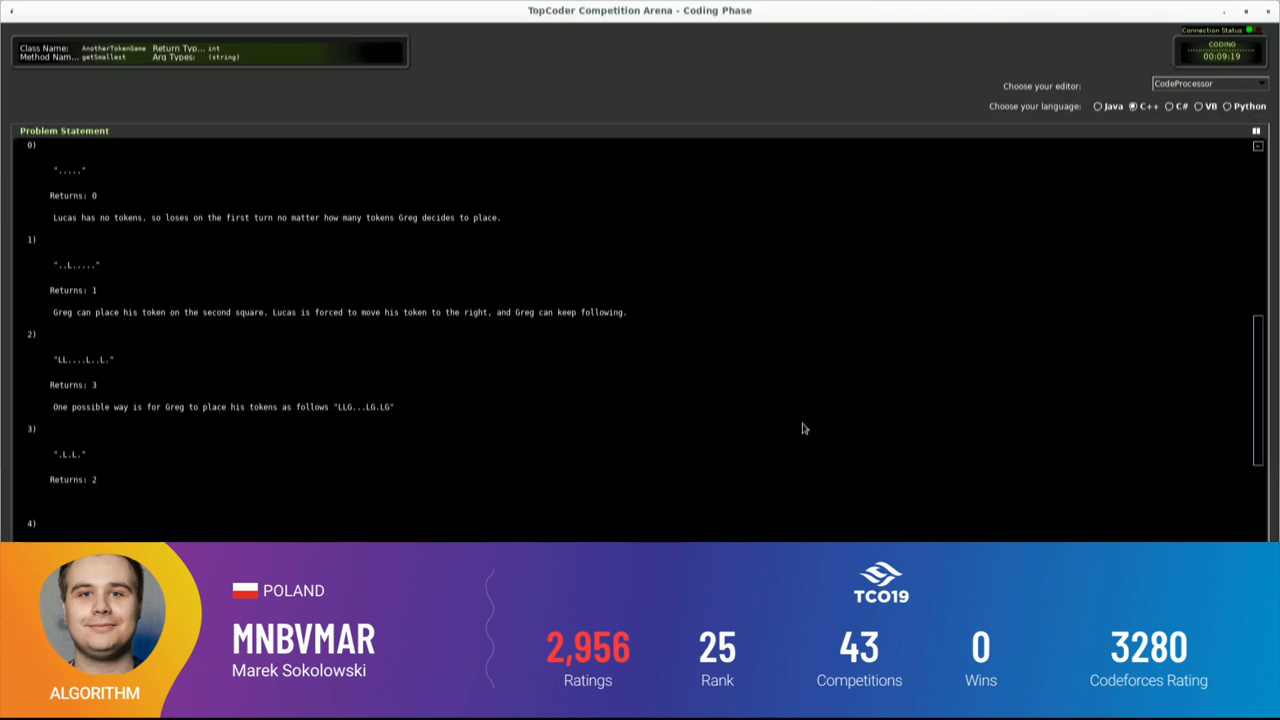 TopCoder Competition Arena - Coding Phase
Connection Status:
Class Name: AnotherTokenGame Return Typ... int
Method Nam... getSmallest Arg Types: (string)
CODING
00:09:19
Choose your editor: CodeProcessor
Choose your language: Java C++ C# VB Python
Problem Statement
0)
"....."
Returns: 0
Lucas has no tokens, so loses on the first turn no matter how many tokens Greg decides to place.
1)
"..L....."
Returns: 1
Greg can place his token on the second square. Lucas is forced to move his token to the right, and Greg can keep following.
2)
"LL....L..L."
Returns: 3
One possible way is for Greg to place his tokens as follows "LLG...LG.LG"
3)
".L.L."
Returns: 2
4)
POLAND
MNBVMAR
Marek Sokolowski
ALGORITHM
TCO19
2,956 25 43 0 3280
Ratings Rank Competitions Wins Codeforces Rating